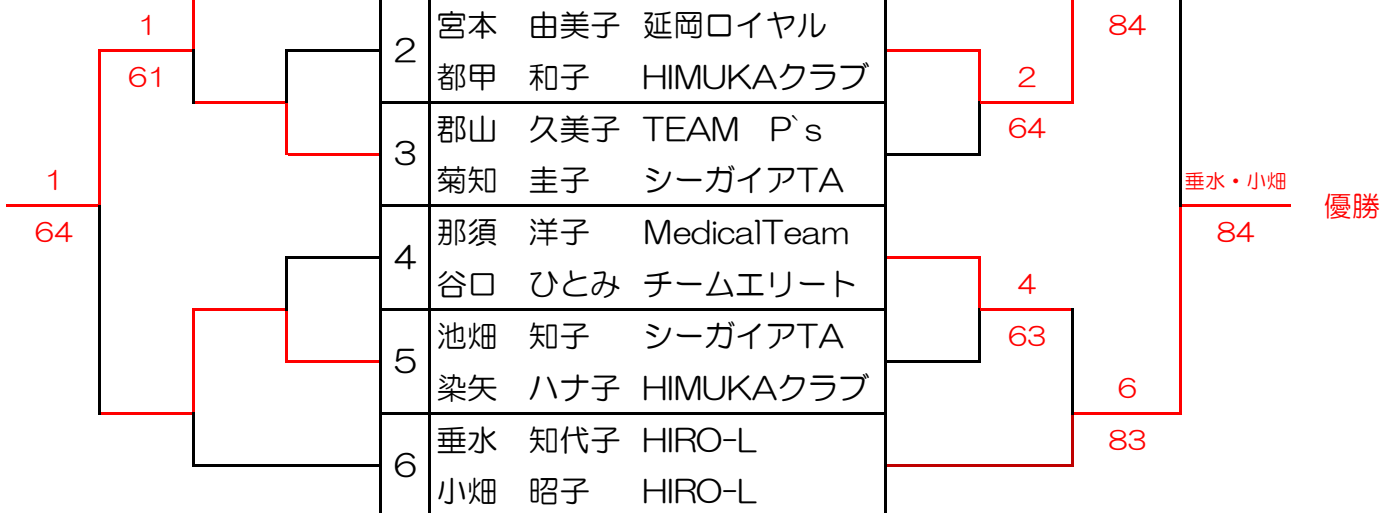 1
61
1
64
2
宮本 由美子 延岡ロイヤル
都甲 和子 HIMUKAクラブ
3
郡山 久美子 TEAM P`s
菊知 圭子 シーガイアTA
4
那須 洋子 MedicalTeam
谷口 ひとみ チームエリート
5
池畑 知子 シーガイアTA
染矢 ハナ子 HIMUKAクラブ
6
垂水 知代子 HIRO-L
小畑 昭子 HIRO-L
2
64
4
63
84
6
83
垂水・小畑
84
優勝